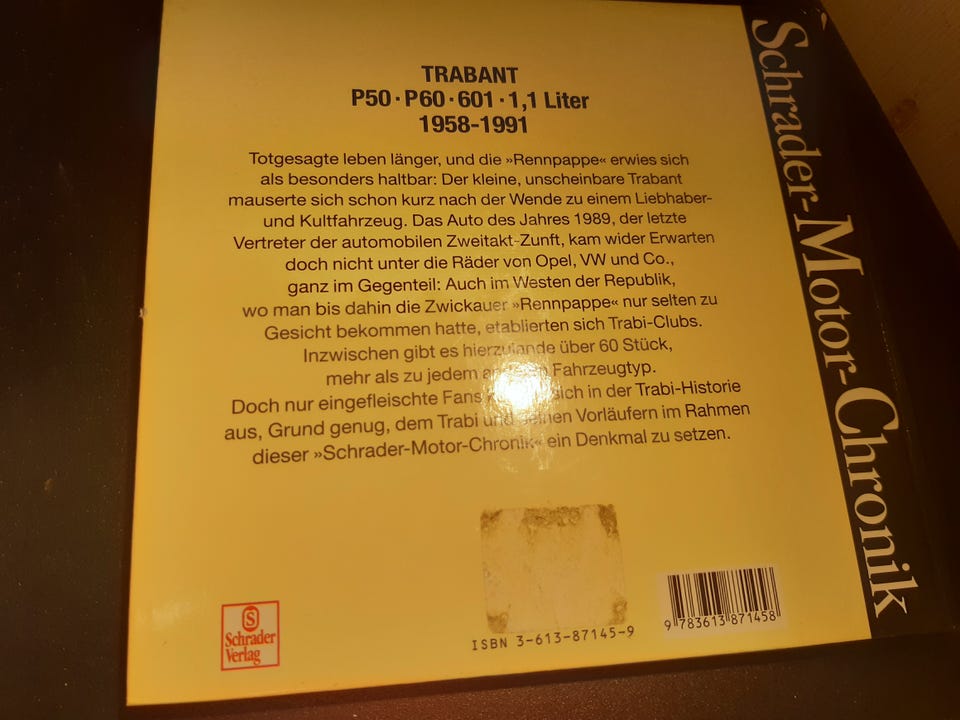 TRABANT
P50 · P60 · 601 · 1,1 Liter
1958-1991
Totgesagte leben länger, und die »Rennpappe« erwies sich
als besonders haltbar: Der kleine, unscheinbare Trabant
mauserte sich schon kurz nach der Wende zu einem Liebhaber-
und Kultfahrzeug. Das Auto des Jahres 1989, der letzte
Vertreter der automobilen Zweitakt-Zunft, kam wider Erwarten
doch nicht unter die Räder von Opel, VW und Co.,
ganz im Gegenteil: Auch im Westen der Republik,
wo man bis dahin die Zwickauer »Rennpappe« nur selten zu
Gesicht bekommen hatte, etablierten sich Trabi-Clubs.
Inzwischen gibt es hierzulande über 60 Stück,
mehr als zu jedem Fahrzeugtyp.
Doch nur eingefleischte Fans sich in der Trabi-Historie
aus, Grund genug, dem Trabi und seinen Vorläufern im Rahmen
dieser »Schrader-Motor-Chronik« ein Denkmal zu setzen.
Schrader-Motor-Chronik
S
Schrader
Verlag
ISBN 3-613-87145-9
9 783613 871458